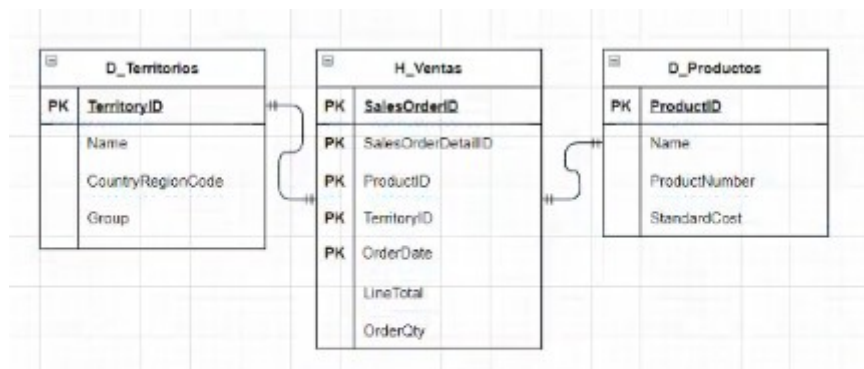 D_Territorios
PK TerritoryID
Name
CountryRegionCode
Group
H_Ventas
PK SalesOrderID
PK SalesOrderDetailID
PK ProductID
PK TerritoryID
PK OrderDate
LineTotal
OrderQty
D_Productos
PK ProductID
Name
ProductNumber
StandardCost